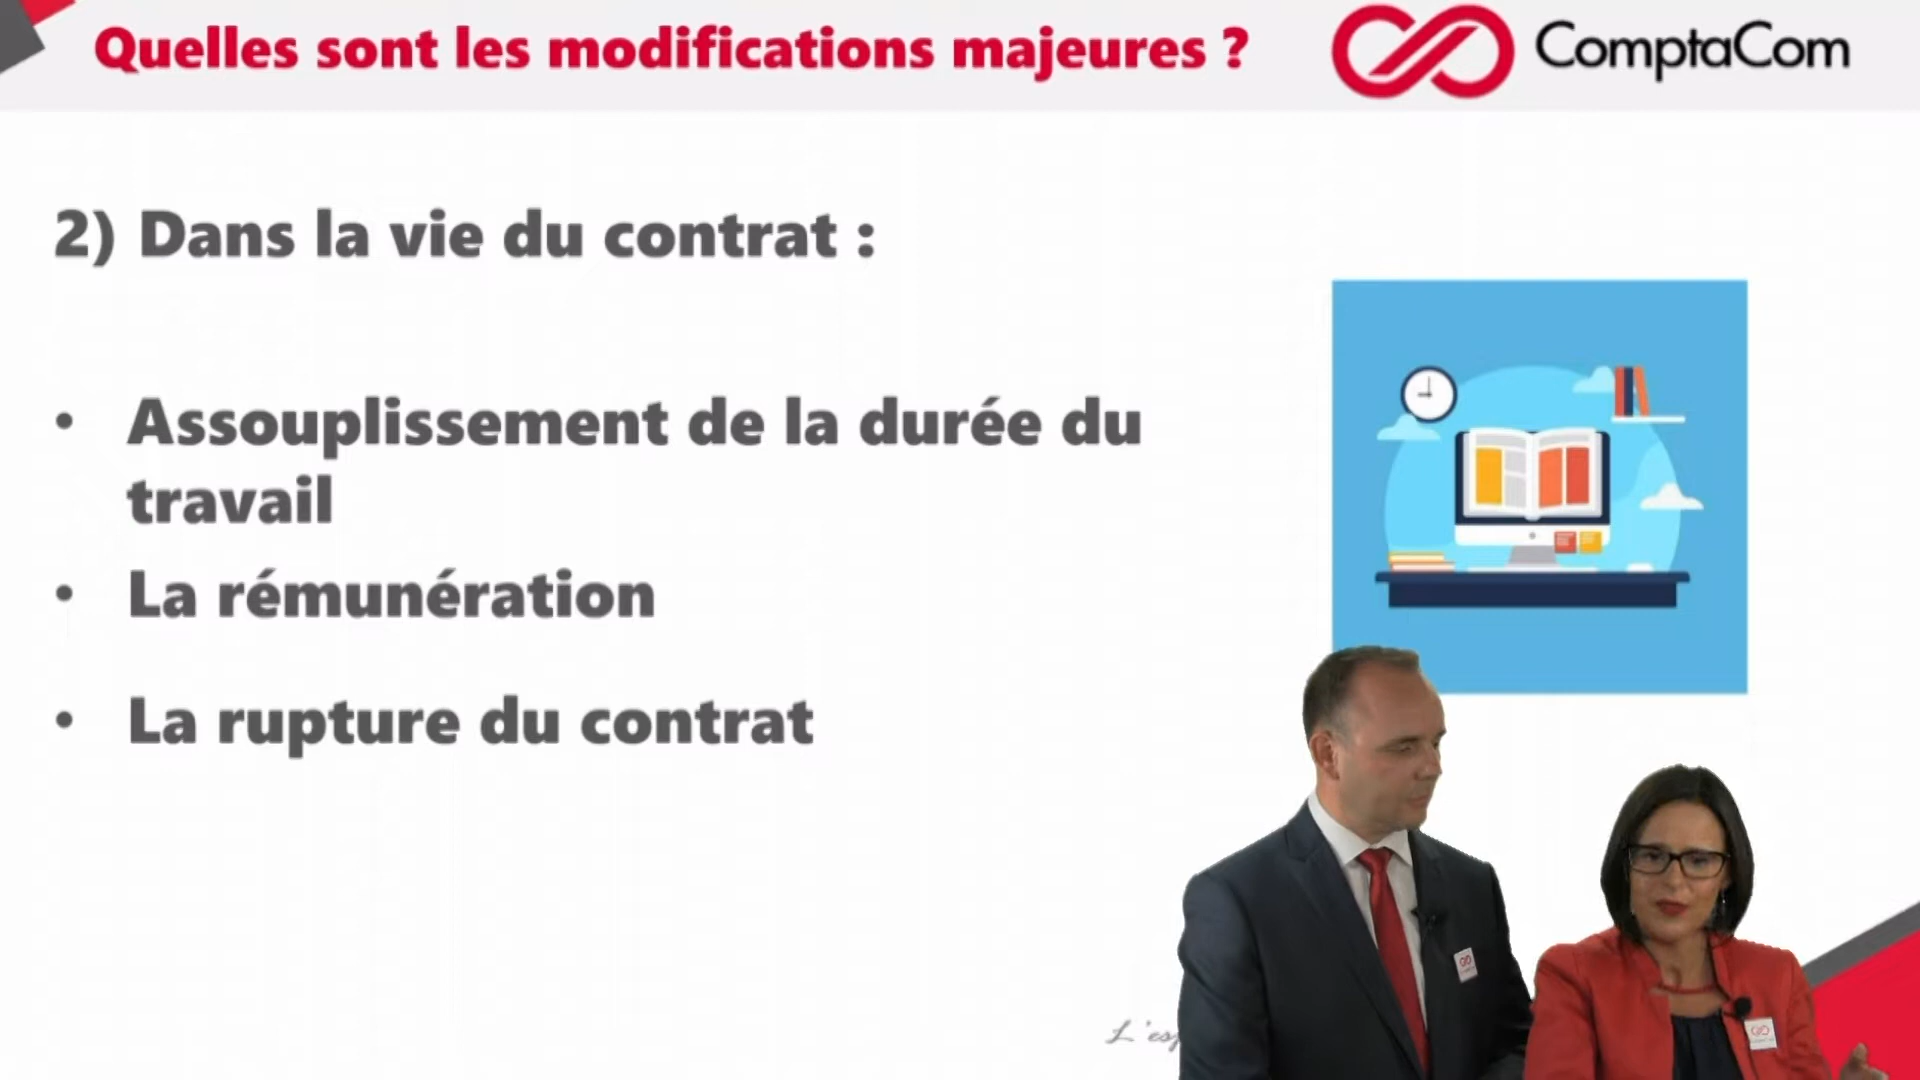 Quelles sont les modifications majeures ?
ComptaCom
2) Dans la vie du contrat :
• Assouplissement de la durée du
travail
• La rémunération
• La rupture du contrat